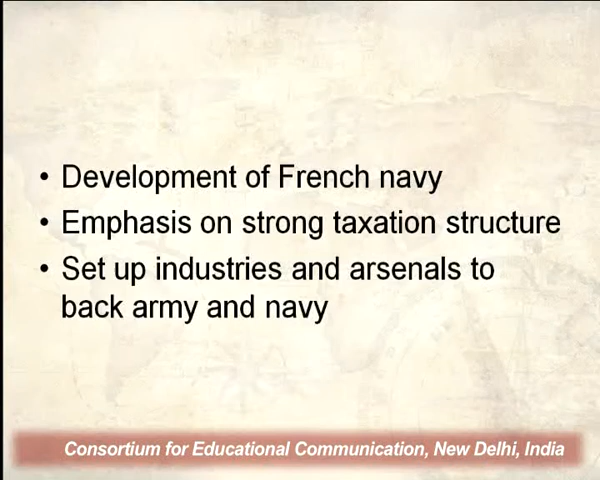 • Development of French navy
• Emphasis on strong taxation structure
• Set up industries and arsenals to
back army and navy
Consortium for Educational Communication, New Delhi, India